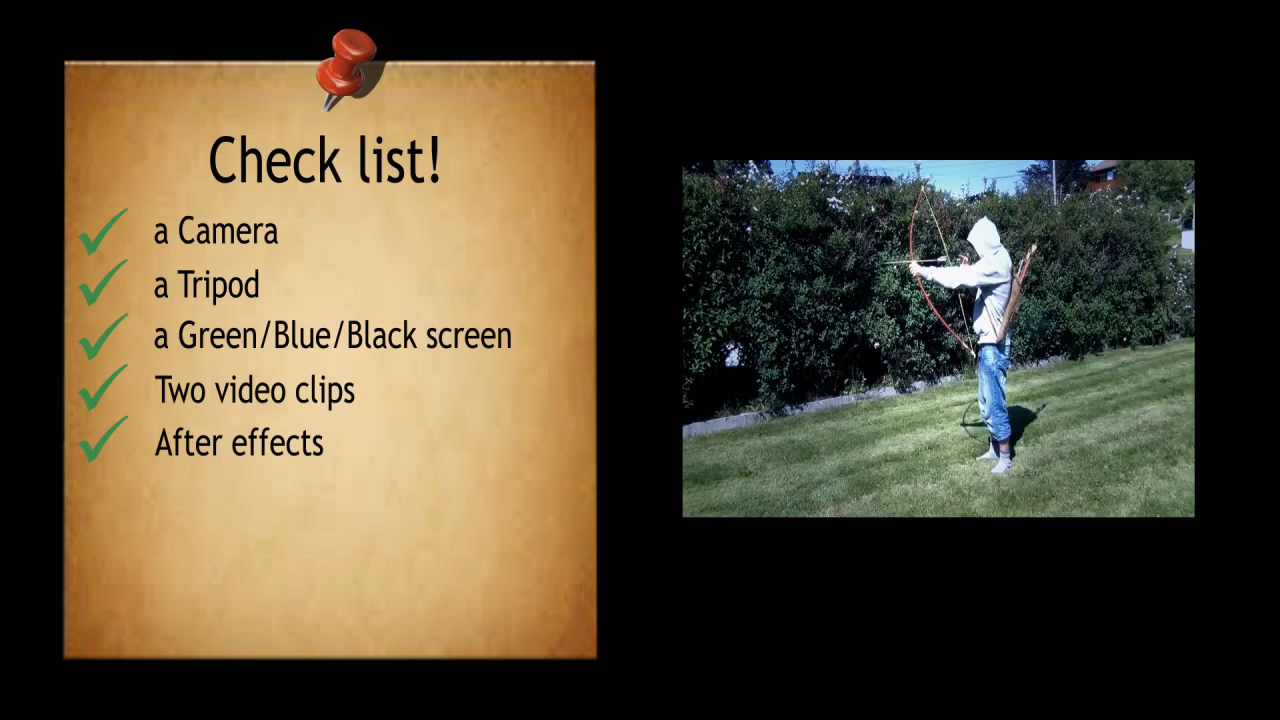 Check list!
a Camera
a Tripod
a Green/Blue/Black screen
Two video clips
After effects